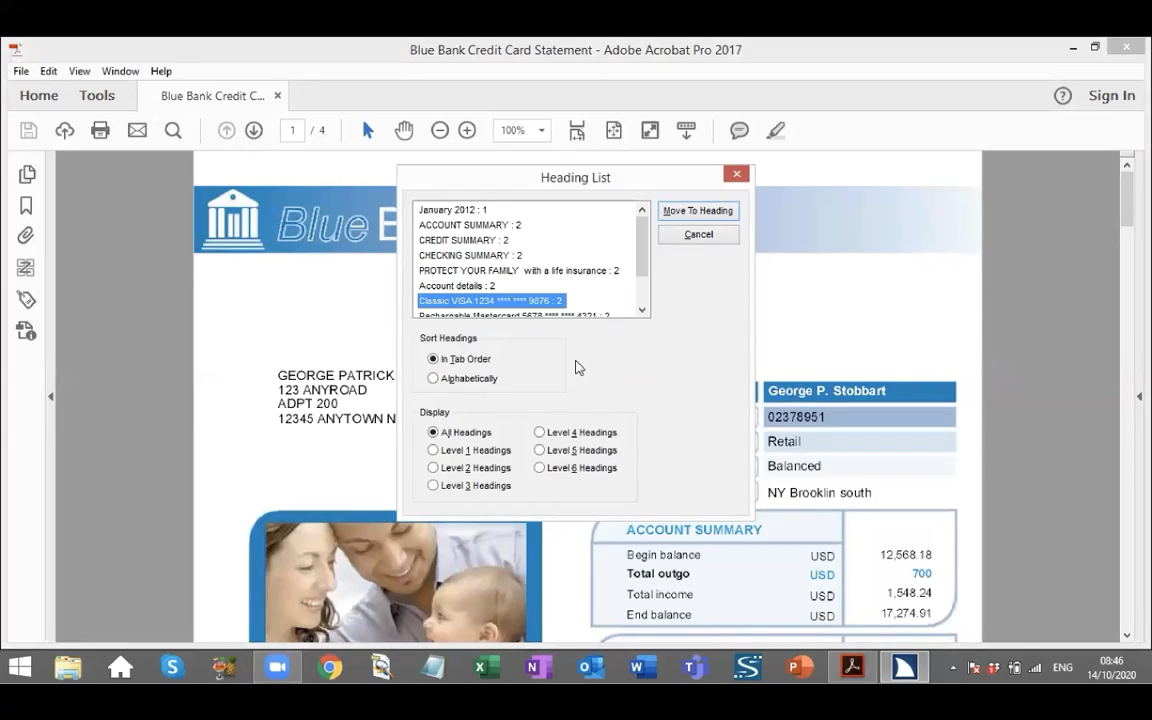 Blue Bank Credit Card Statement - Adobe Acrobat Pro 2017
File Edit View Window Help
Home Tools Blue Bank Credit C... × Sign In
1 / 4 100%
Heading List
January 2012 : 1
ACCOUNT SUMMARY : 2
CREDIT SUMMARY : 2
CHECKING SUMMARY : 2
PROTECT YOUR FAMILY with a life insurance : 2
Account details : 2
Classic VISA 1234 **** **** 9876 : 2
Rechargable Mastercard 5678 **** **** 4321 : 2
Move To Heading
Cancel
Sort Headings
In Tab Order
Alphabetically
Display
All Headings
Level 1 Headings
Level 2 Headings
Level 3 Headings
Level 4 Headings
Level 5 Headings
Level 6 Headings
Blue
GEORGE PATRICK
123 ANYROAD
ADPT 200
12345 ANYTOWN N
George P. Stobbart
02378951
Retail
Balanced
NY Brooklin south
ACCOUNT SUMMARY
Begin balance USD 12,568.18
Total outgo USD 700
Total income USD 1,548.24
End balance USD 17,274.91
ENG
08:46
14/10/2020